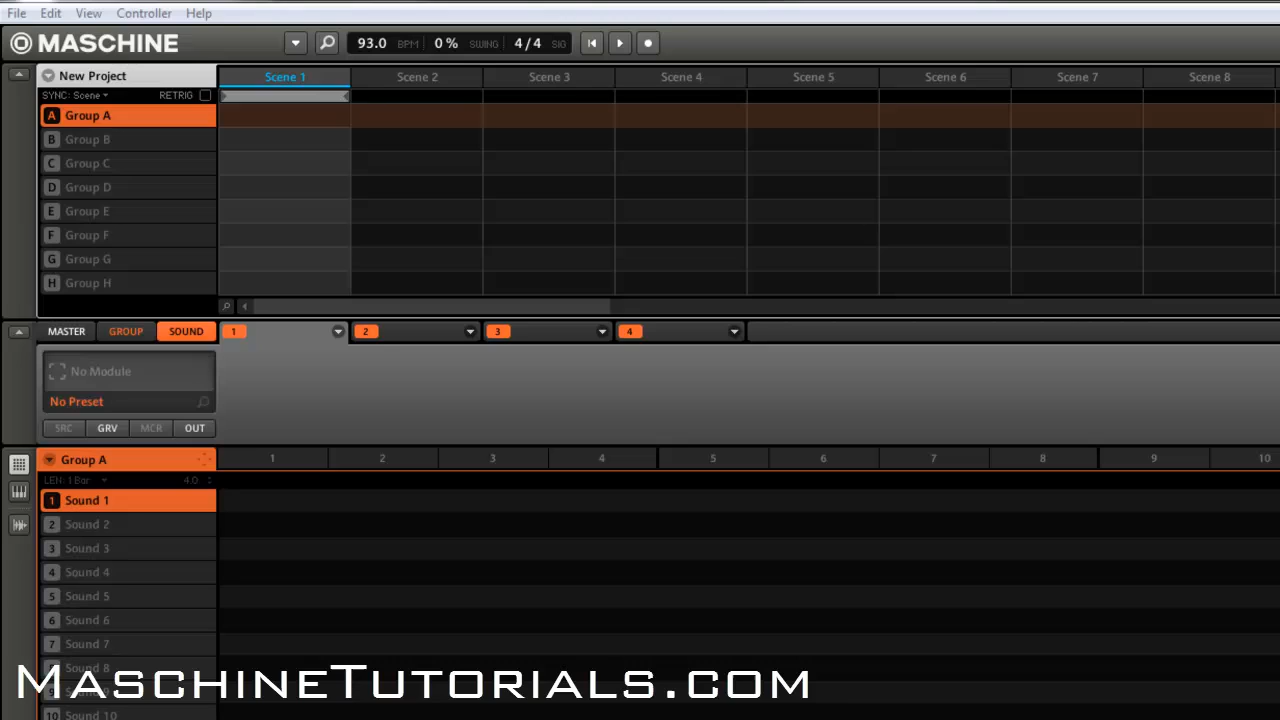 File Edit View Controller Help
MASCHINE 93.0 BPM 0 % SWING 4 / 4 SIG
New Project Scene 1 Scene 2 Scene 3 Scene 4 Scene 5 Scene 6 Scene 7 Scene 8
SYNC: Scene RETRIG
A Group A
B Group B
C Group C
D Group D
E Group E
F Group F
G Group G
H Group H
MASTER GROUP SOUND 1 2 3 4
No Module
No Preset
SRC GRV MCR OUT
Group A 1 2 3 4 5 6 7 8 9 10
LEN: 1 Bar 4.0
1 Sound 1
2 Sound 2
3 Sound 3
4 Sound 4
5 Sound 5
6 Sound 6
7 Sound 7
8 Sound 8
MASCHINETUTORIALS.COM
10 Sound 10